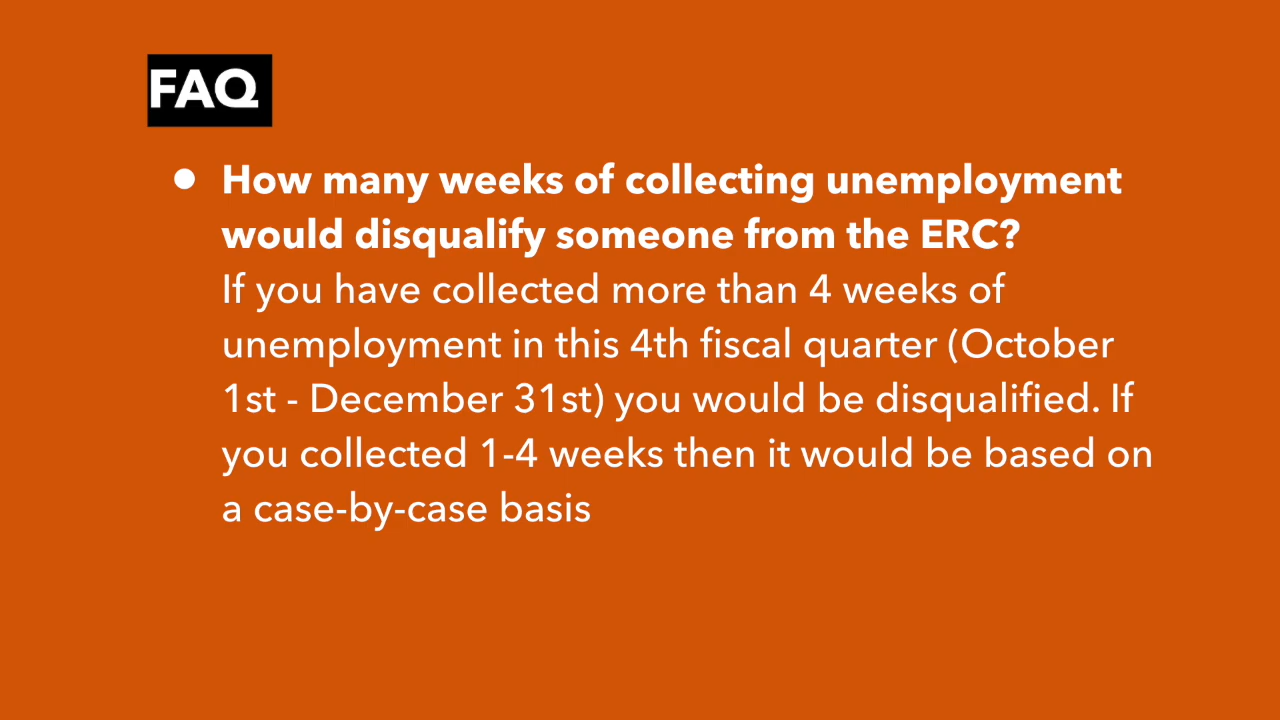 FAQ
• How many weeks of collecting unemployment
would disqualify someone from the ERC?
If you have collected more than 4 weeks of
unemployment in this 4th fiscal quarter (October
1st - December 31st) you would be disqualified. If
you collected 1-4 weeks then it would be based on
a case-by-case basis